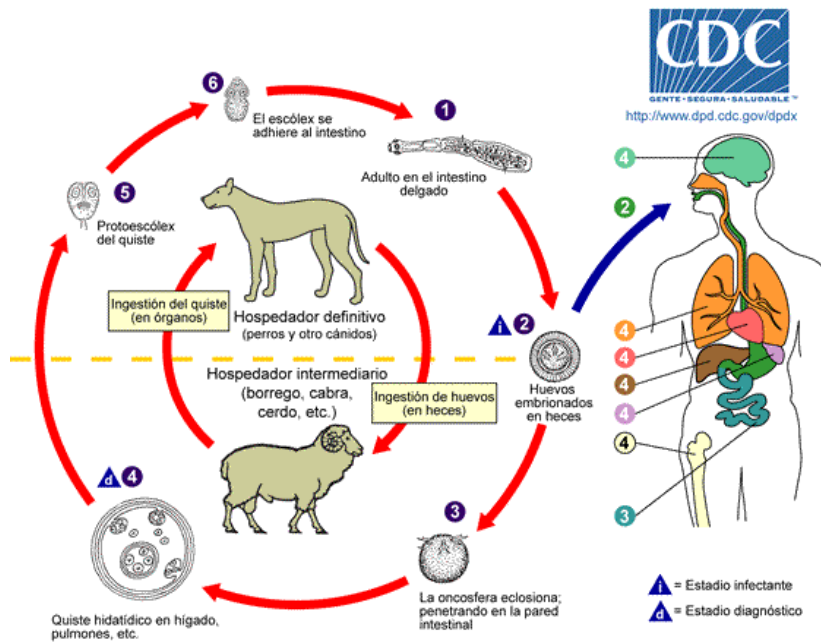 CDC
GENTE·SEGURA·SALUDABLE™
http://www.dpd.cdc.gov/dpdx
6
El escólex se
adhiere al intestino
1
Adulto en el intestino
delgado
5
Protoescólex
del quiste
Ingestión del quiste
(en órganos)
Hospedador definitivo
(perros y otro cánidos)
i 2
Huevos
embrionados
en heces
Hospedador intermediario
(borrego, cabra,
cerdo, etc.)
Ingestión de huevos
(en heces)
d 4
Quiste hidatídico en hígado,
pulmones, etc.
3
La oncosfera eclosiona;
penetrando en la pared
intestinal
4
2
4
4
4
4
4
3
i = Estadio infectante
d = Estadio diagnóstico